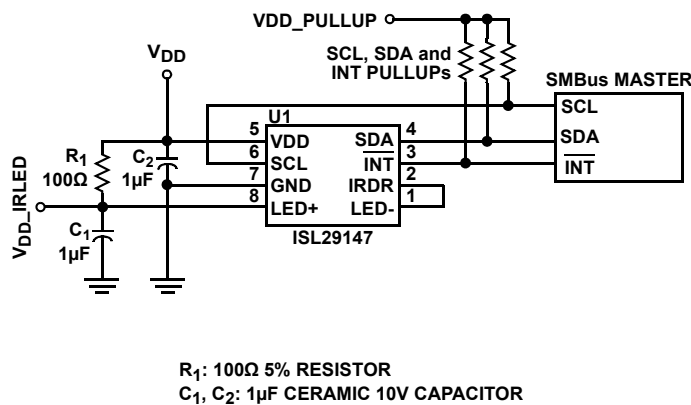 VDD_PULLUP
VDD
SCL, SDA and
INT PULLUPs
SMBus MASTER
U1
SCL
SDA
INT
R1
100Ω
C2
1µF
5
6
7
8
VDD
SCL
GND
LED+
SDA
INT
IRDR
LED-
4
3
2
1
VDD_IRLED
C1
1µF
ISL29147
R1: 100Ω 5% RESISTOR
C1, C2: 1µF CERAMIC 10V CAPACITOR